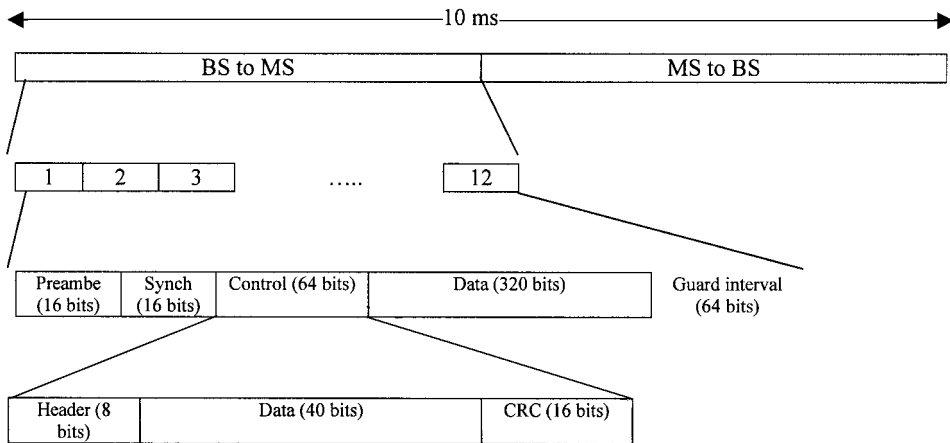 10 ms
BS to MS MS to BS
1 2 3 ..... 12
Preambe Synch Control (64 bits) Data (320 bits) Guard interval
(16 bits) (16 bits) (64 bits)
Header (8 Data (40 bits) CRC (16 bits)
bits)